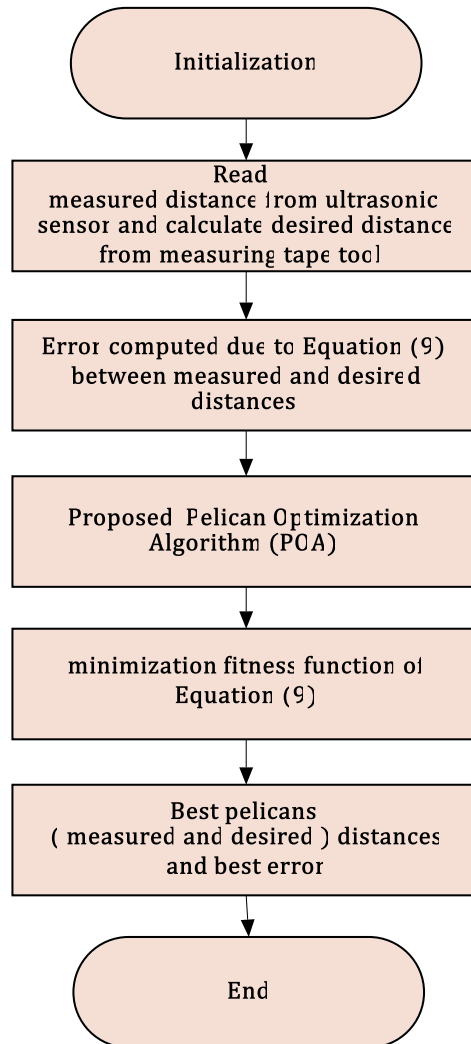 Initialization
Read
measured distance from ultrasonic
sensor and calculate desired distance
from measuring tape tool
Error computed due to Equation (9)
between measured and desired
distances
Proposed Pelican Optimization
Algorithm (POA)
minimization fitness function of
Equation (9)
Best pelicans
( measured and desired ) distances
and best error
End